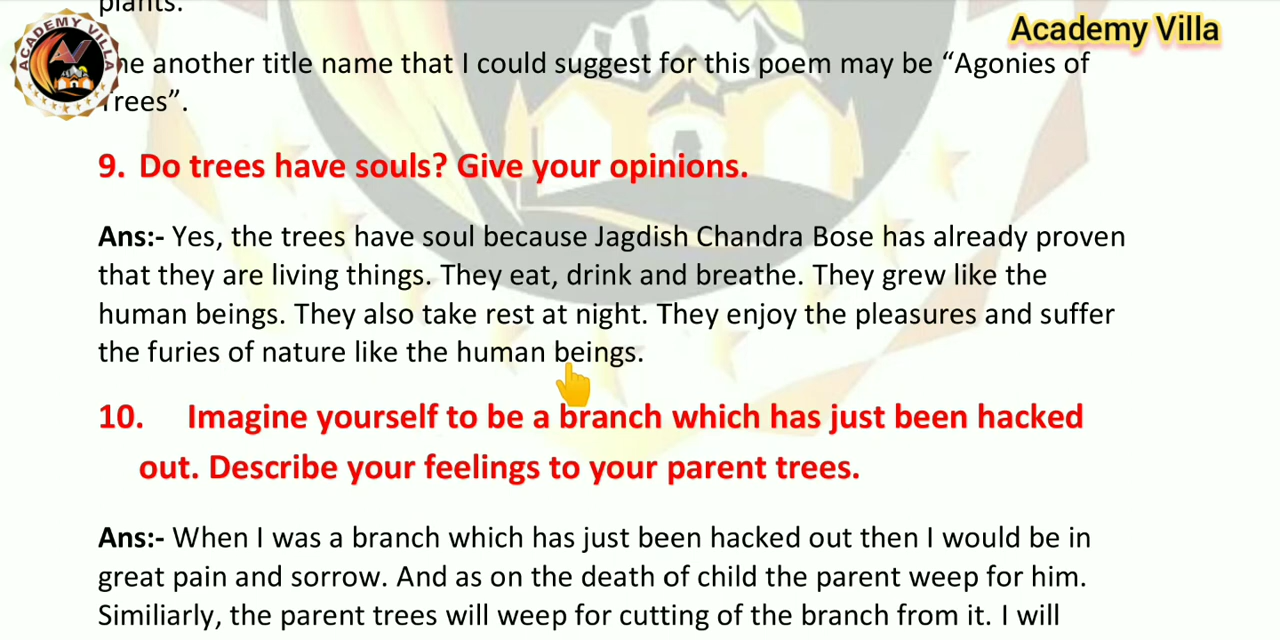 plants.
Academy Villa
ACADEMY VILLA
he another title name that I could suggest for this poem may be “Agonies of
Trees”.
9. Do trees have souls? Give your opinions.
Ans:- Yes, the trees have soul because Jagdish Chandra Bose has already proven
that they are living things. They eat, drink and breathe. They grew like the
human beings. They also take rest at night. They enjoy the pleasures and suffer
the furies of nature like the human beings.
10. Imagine yourself to be a branch which has just been hacked
out. Describe your feelings to your parent trees.
Ans:- When I was a branch which has just been hacked out then I would be in
great pain and sorrow. And as on the death of child the parent weep for him.
Similiarly, the parent trees will weep for cutting of the branch from it. I will